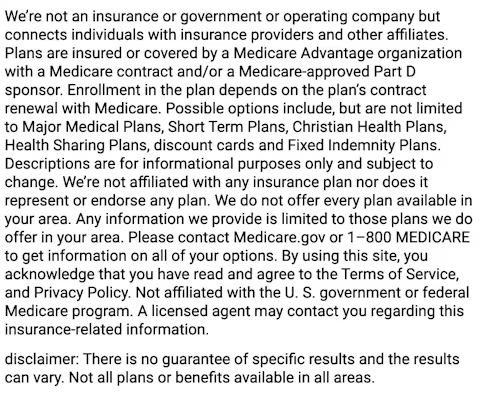 We're not an insurance or government or operating company but
connects individuals with insurance providers and other affiliates.
Plans are insured or covered by a Medicare Advantage organization
with a Medicare contract and/or a Medicare-approved Part D
sponsor. Enrollment in the plan depends on the plan's contract
renewal with Medicare. Possible options include, but are not limited
to Major Medical Plans, Short Term Plans, Christian Health Plans,
Health Sharing Plans, discount cards and Fixed Indemnity Plans.
Descriptions are for informational purposes only and subject to
change. We're not affiliated with any insurance plan nor does it
represent or endorse any plan. We do not offer every plan available in
your area. Any information we provide is limited to those plans we do
offer in your area. Please contact Medicare.gov or 1–800 MEDICARE
to get information on all of your options. By using this site, you
acknowledge that you have read and agree to the Terms of Service,
and Privacy Policy. Not affiliated with the U. S. government or federal
Medicare program. A licensed agent may contact you regarding this
insurance-related information.
disclaimer: There is no guarantee of specific results and the results
can vary. Not all plans or benefits available in all areas.